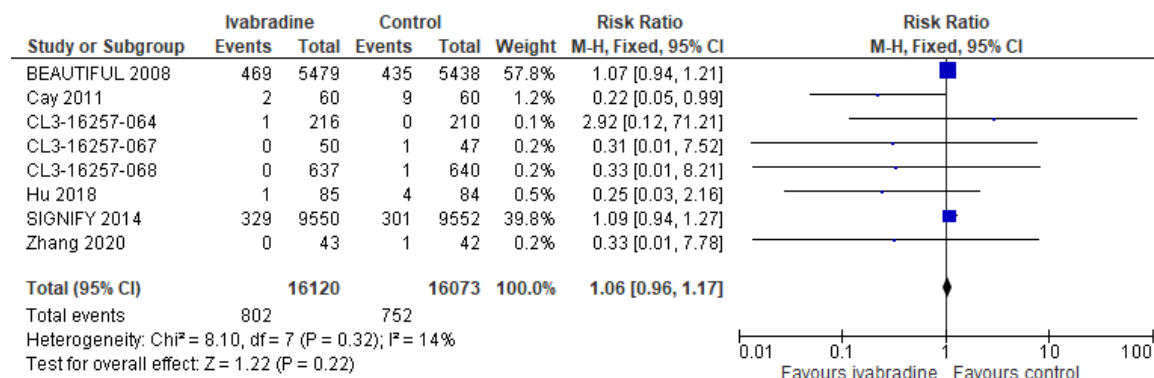 Ivabradine Control Risk Ratio Risk Ratio
Study or Subgroup Events Total Events Total Weight M-H, Fixed, 95% CI M-H, Fixed, 95% CI
BEAUTIFUL 2008 469 5479 435 5438 57.8% 1.07 [0.94, 1.21]
Cay 2011 2 60 9 60 1.2% 0.22 [0.05, 0.99]
CL3-16257-064 1 216 0 210 0.1% 2.92 [0.12, 71.21]
CL3-16257-067 0 50 1 47 0.2% 0.31 [0.01, 7.52]
CL3-16257-068 0 637 1 640 0.2% 0.33 [0.01, 8.21]
Hu 2018 1 85 4 84 0.5% 0.25 [0.03, 2.16]
SIGNIFY 2014 329 9550 301 9552 39.8% 1.09 [0.94, 1.27]
Zhang 2020 0 43 1 42 0.2% 0.33 [0.01, 7.78]
Total (95% CI) 16120 16073 100.0% 1.06 [0.96, 1.17]
Total events 802 752
Heterogeneity: Chi² = 8.10, df = 7 (P = 0.32); I² = 14%
Test for overall effect: Z = 1.22 (P = 0.22)
0.01 0.1 1 10 100
Favours ivabradine Favours control